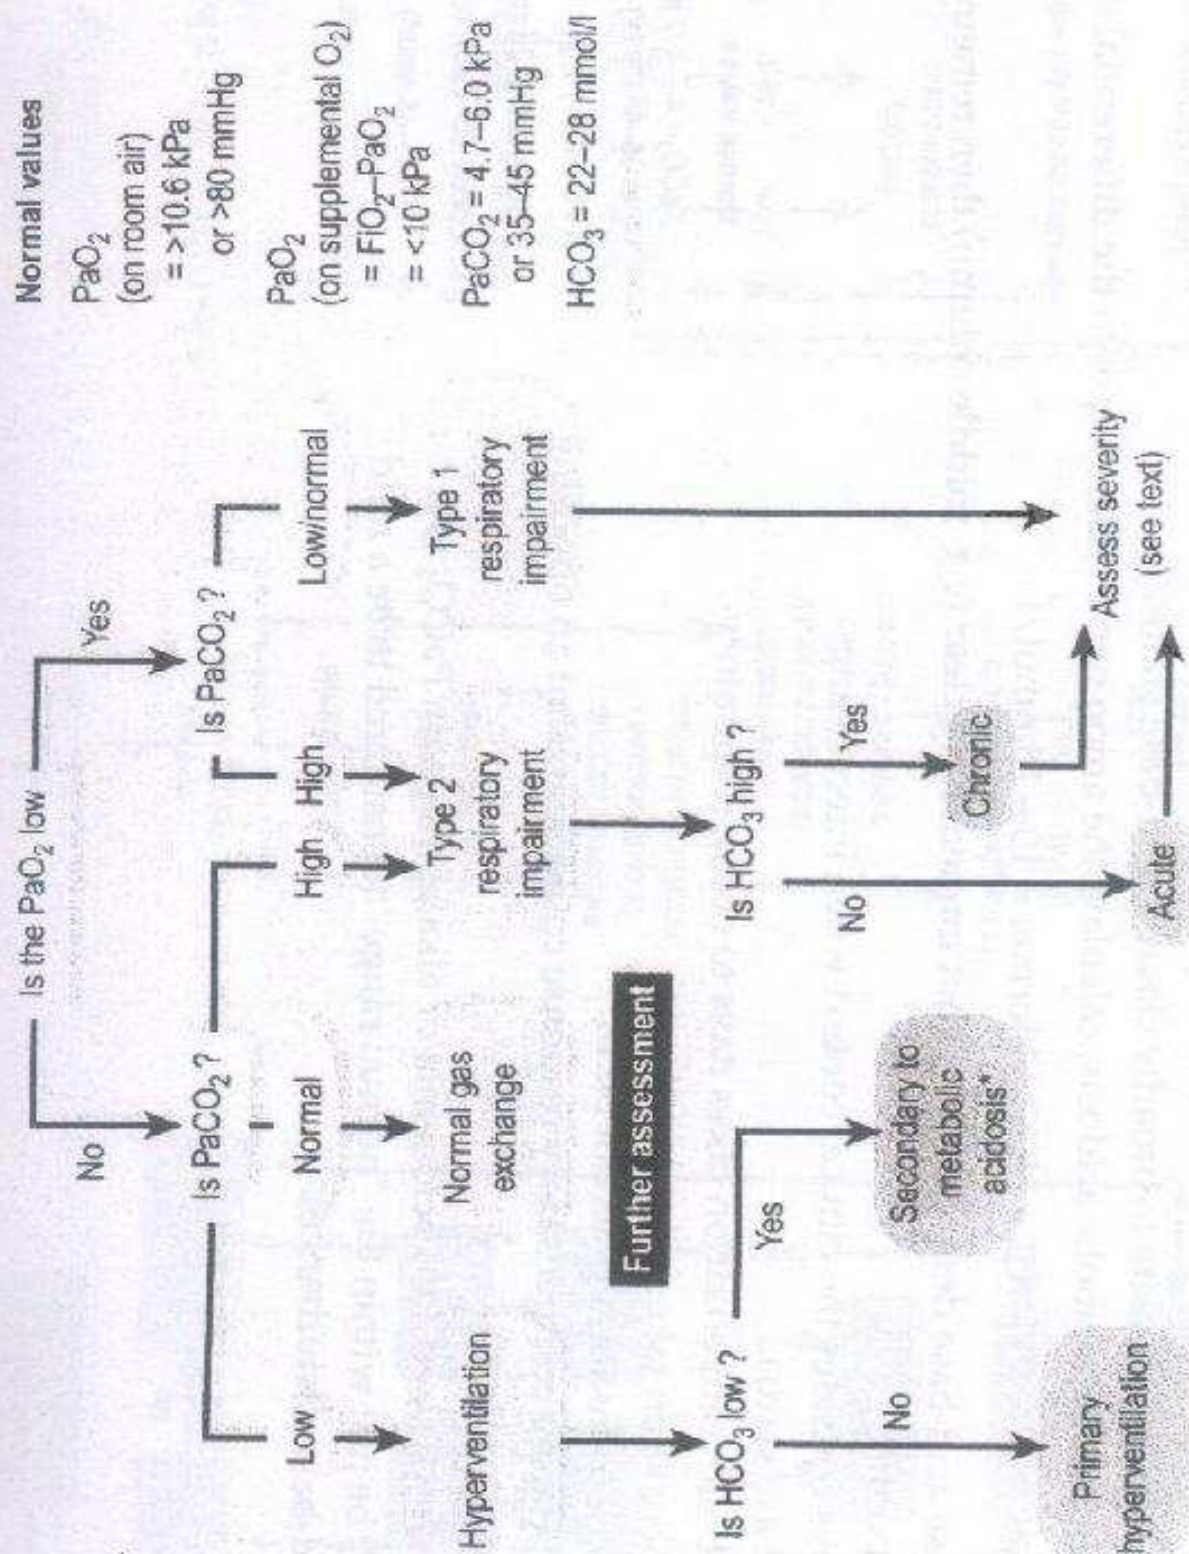 Is the PaO₂ low
No
Yes
Is PaCO₂?
Is PaCO₂?
Low
Normal
High
High
Low/normal
Hyperventilation
Normal gas
exchange
Type 2
respiratory
impairment
Type 1
respiratory
impairment
Further assessment
Is HCO₃ low ?
Yes
No
Is HCO₃ high ?
No
Yes
Secondary to
metabolic
acidosis*
Chronic
Primary
hyperventilation
Acute
Assess severity
(see text)
Normal values
PaO₂
(on room air)
= >10.6 kPa
or >80 mmHg
PaO₂
(on supplemental O₂)
= FIO₂–PaO₂
= <10 kPa
PaCO₂ = 4.7–6.0 kPa
or 35–45 mmHg
HCO₃ = 22–28 mmol/l